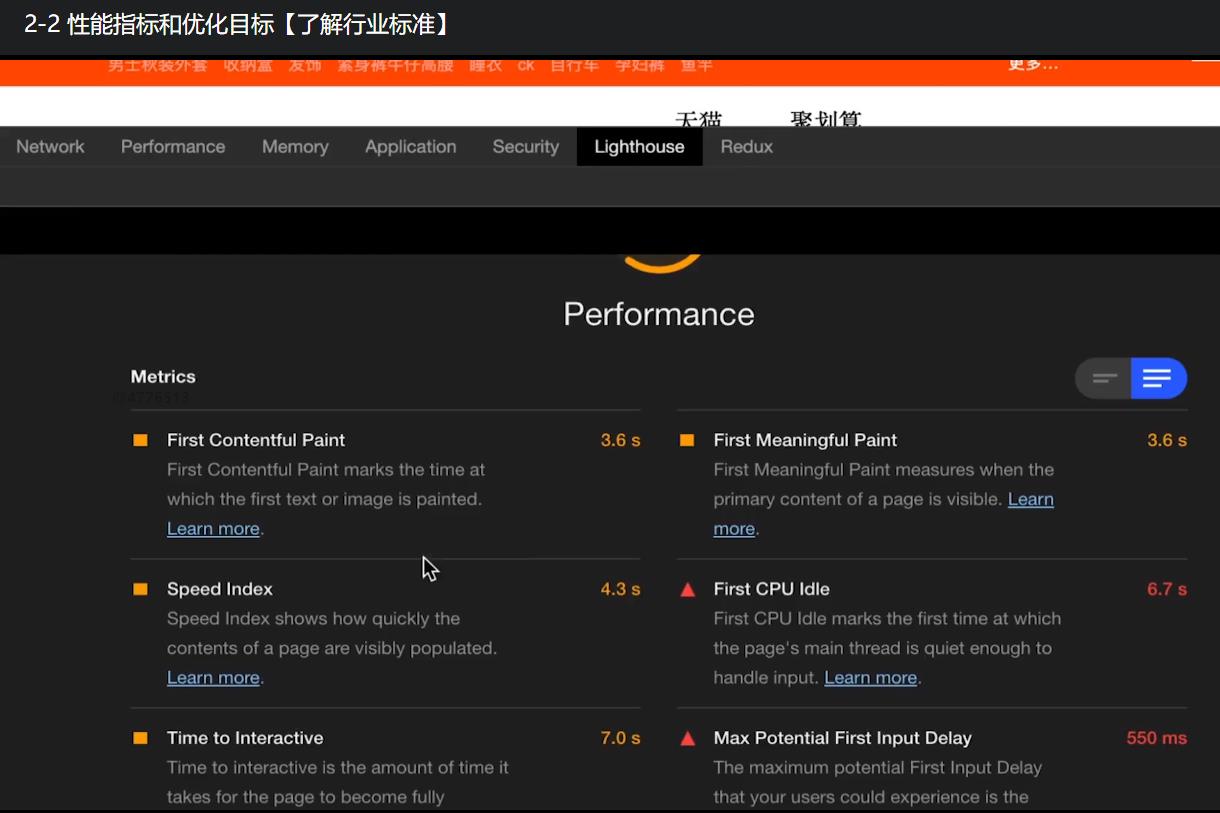 2-2 性能指标和优化目标【了解行业标准】
男士秋装外套 收纳盒 发饰 紧身裤牛仔高腰 睡衣 ck 自行车 孕妇裤 鱼竿 更多...
天猫 聚划算
Network Performance Memory Application Security Lighthouse Redux
Performance
Metrics
First Contentful Paint 3.6 s
First Contentful Paint marks the time at
which the first text or image is painted.
Learn more.
First Meaningful Paint 3.6 s
First Meaningful Paint measures when the
primary content of a page is visible. Learn
more.
Speed Index 4.3 s
Speed Index shows how quickly the
contents of a page are visibly populated.
Learn more.
First CPU Idle 6.7 s
First CPU Idle marks the first time at which
the page's main thread is quiet enough to
handle input. Learn more.
Time to Interactive 7.0 s
Time to interactive is the amount of time it
takes for the page to become fully
Max Potential First Input Delay 550 ms
The maximum potential First Input Delay
that your users could experience is the